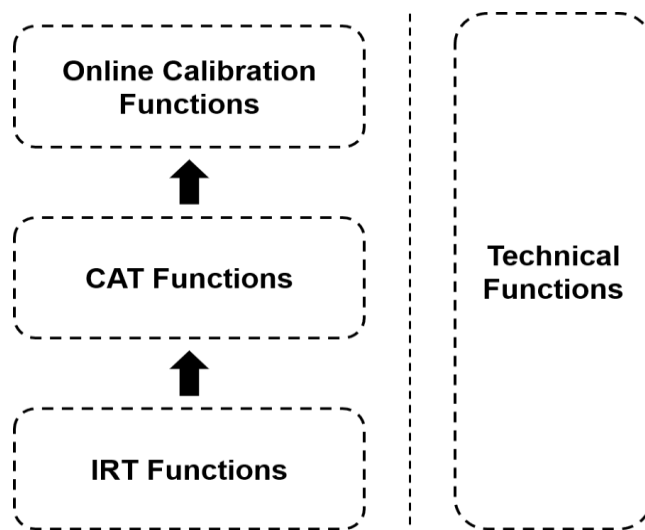 Online Calibration
Functions
CAT Functions
IRT Functions
Technical
Functions